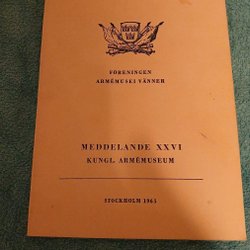 FÖRENINGEN
ARMÉMUSEI VÄNNER
MEDDELANDE XXVI
KUNGL. ARMÉMUSEUM
STOCKHOLM 1965